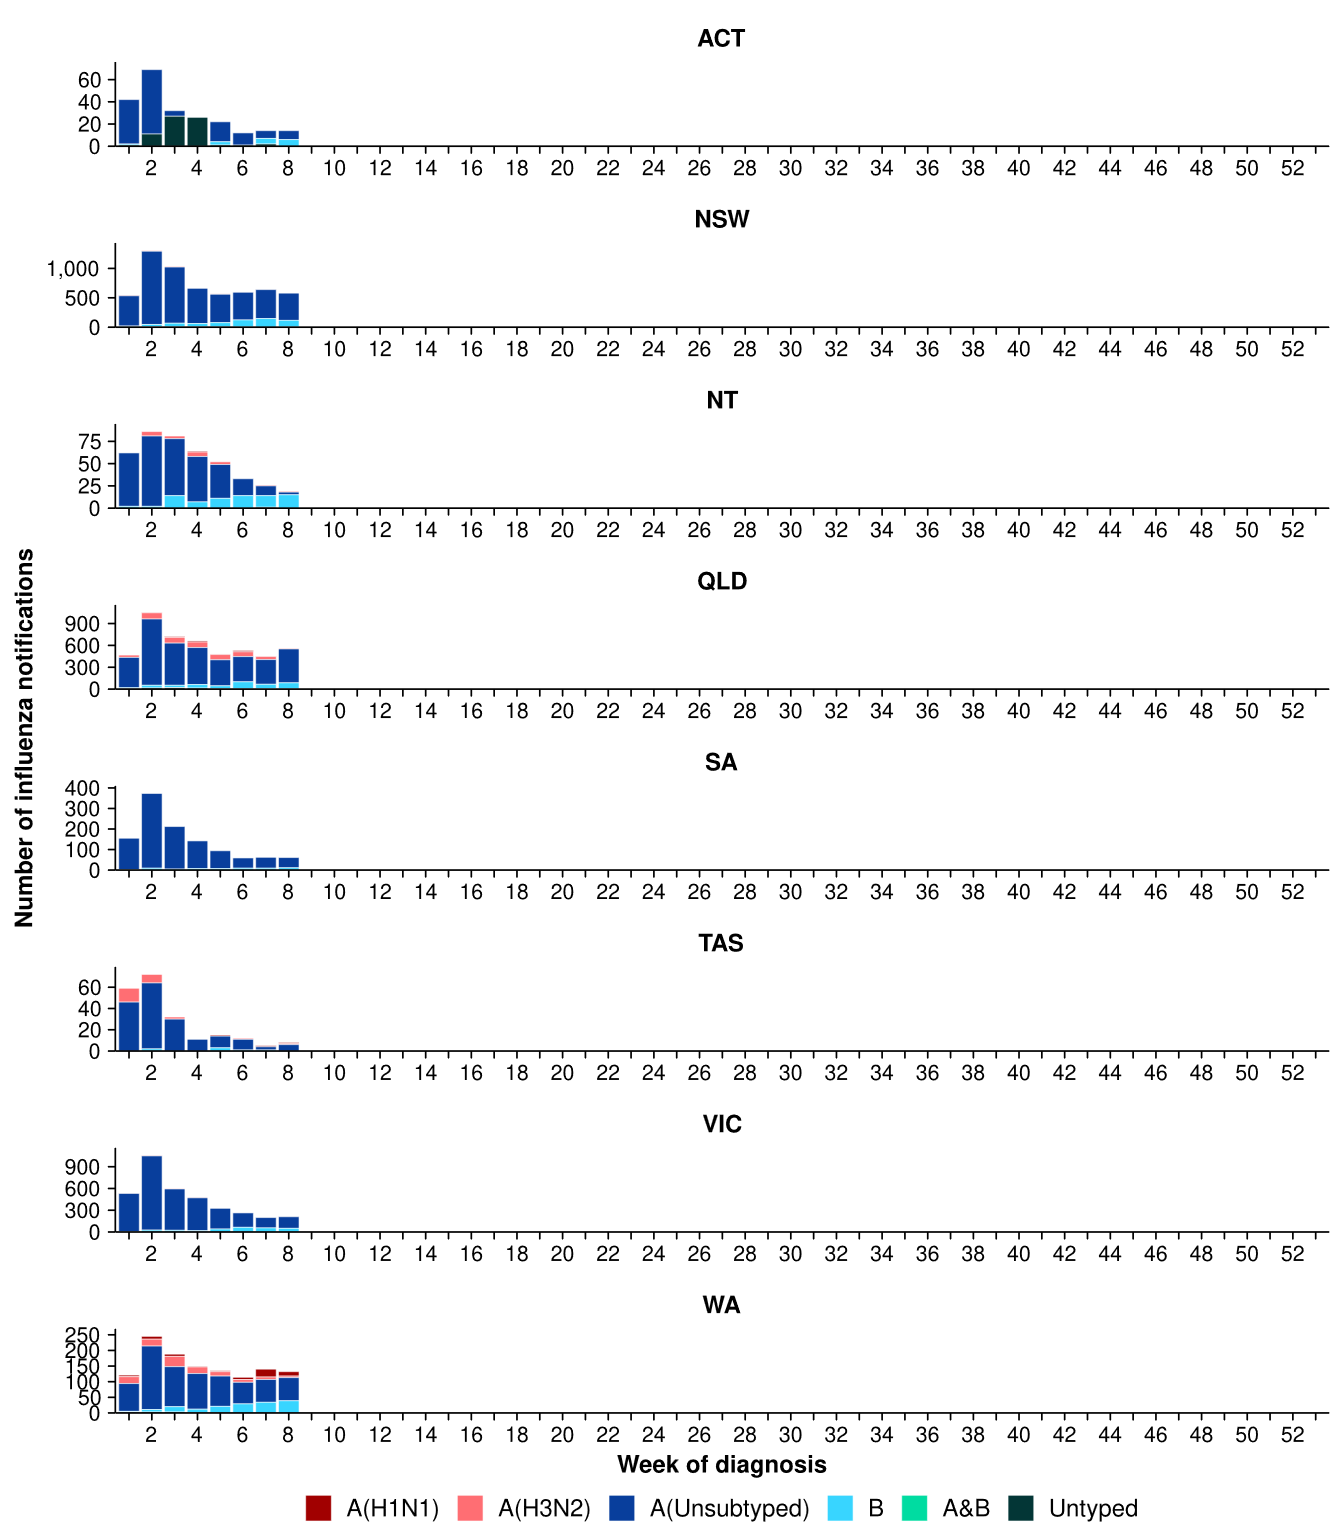 ACT
60
40
20
0
2 4 6 8 10 12 14 16 18 20 22 24 26 28 30 32 34 36 38 40 42 44 46 48 50 52
NSW
1,000
500
0
2 4 6 8 10 12 14 16 18 20 22 24 26 28 30 32 34 36 38 40 42 44 46 48 50 52
NT
75
50
25
0
2 4 6 8 10 12 14 16 18 20 22 24 26 28 30 32 34 36 38 40 42 44 46 48 50 52
Number of influenza notifications
QLD
900
600
300
0
2 4 6 8 10 12 14 16 18 20 22 24 26 28 30 32 34 36 38 40 42 44 46 48 50 52
SA
400
300
200
100
0
2 4 6 8 10 12 14 16 18 20 22 24 26 28 30 32 34 36 38 40 42 44 46 48 50 52
TAS
60
40
20
0
2 4 6 8 10 12 14 16 18 20 22 24 26 28 30 32 34 36 38 40 42 44 46 48 50 52
VIC
900
600
300
0
2 4 6 8 10 12 14 16 18 20 22 24 26 28 30 32 34 36 38 40 42 44 46 48 50 52
WA
250
200
150
100
50
0
2 4 6 8 10 12 14 16 18 20 22 24 26 28 30 32 34 36 38 40 42 44 46 48 50 52
Week of diagnosis
A(H1N1) A(H3N2) A(Unsubtyped) B A&B Untyped